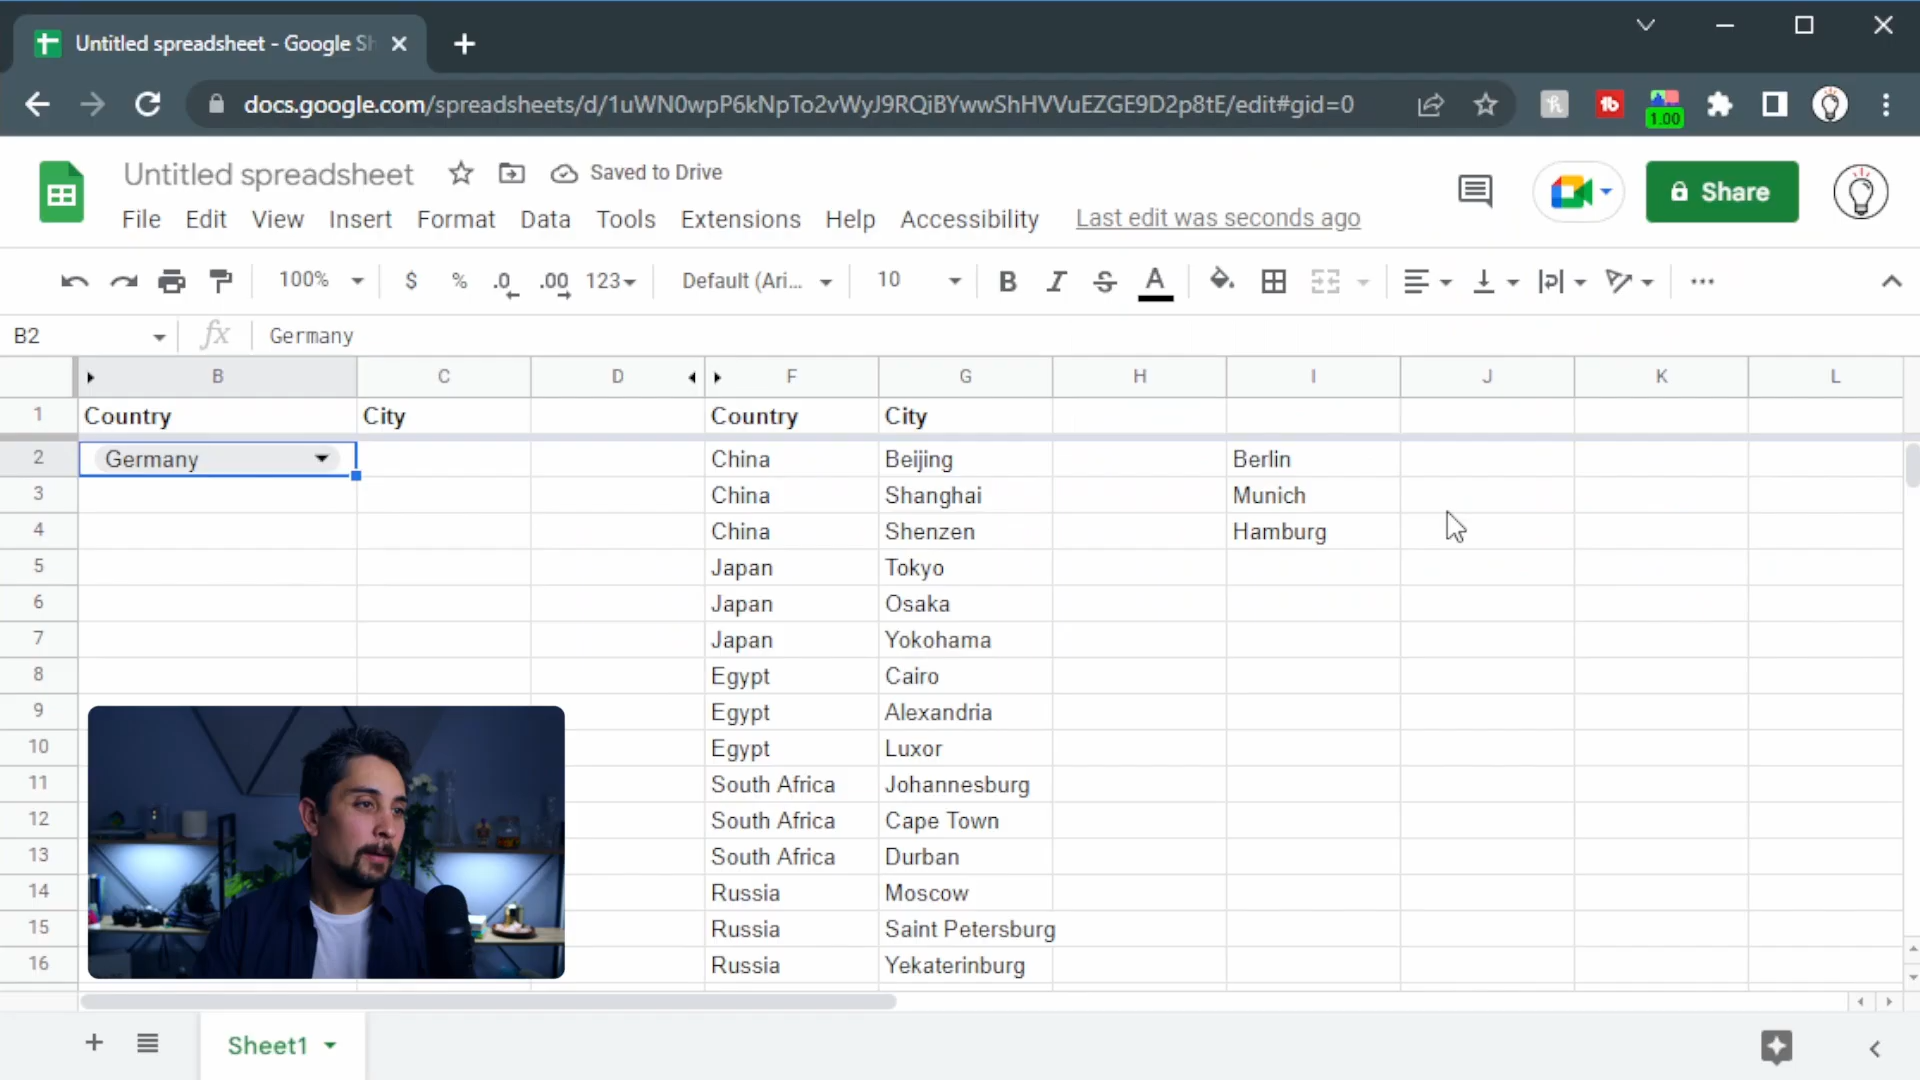 Untitled spreadsheet - Google Sh
docs.google.com/spreadsheets/d/1uWN0wpP6kNpTo2vWyJ9RQiBYwwShHVVuEZGE9D2p8tE/edit#gid=0
1.00
Untitled spreadsheet
Saved to Drive
Share
File Edit View Insert Format Data Tools Extensions Help Accessibility Last edit was seconds ago
100% $ % .0 .00 123 Default (Ari... 10 B I S A
B2 fx Germany
B C D F G H I J K L
1 Country City Country City
2 Germany China Beijing Berlin
3 China Shanghai Munich
4 China Shenzen Hamburg
5 Japan Tokyo
6 Japan Osaka
7 Japan Yokohama
8 Egypt Cairo
9 Egypt Alexandria
10 Egypt Luxor
11 South Africa Johannesburg
12 South Africa Cape Town
13 South Africa Durban
14 Russia Moscow
15 Russia Saint Petersburg
16 Russia Yekaterinburg
Sheet1